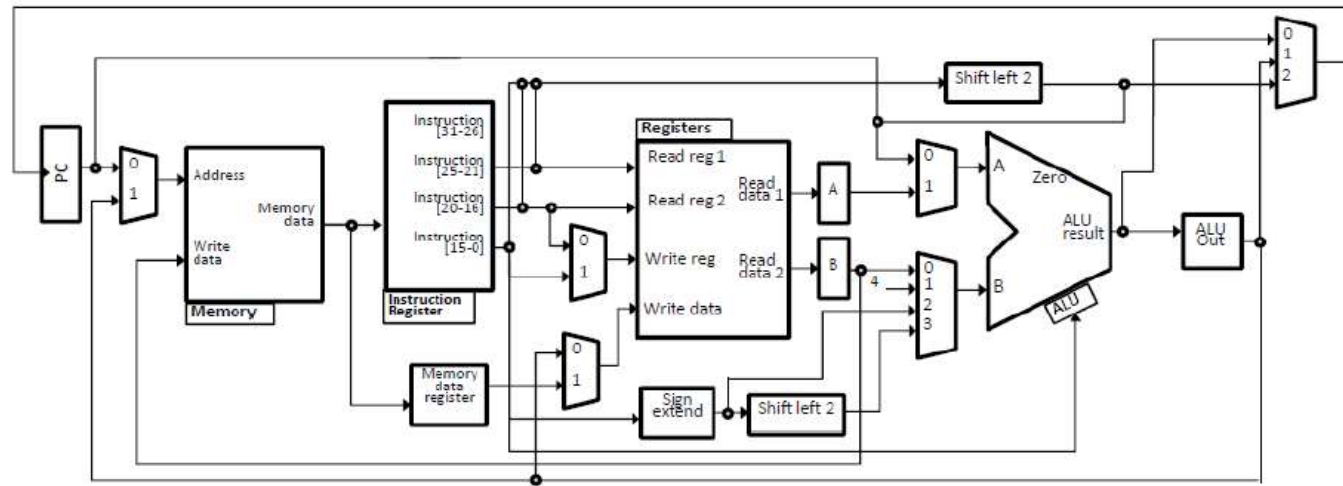 PC
0
1
Address
Memory
data
Write
data
Memory
Instruction
[31-26]
Instruction
[25-21]
Instruction
[20-16]
Instruction
[15-0]
Instruction
Register
Memory
data
register
0
1
0
1
Registers
Read reg 1
Read reg 2
Write reg
Write data
Read
data 1
Read
data 2
Sign
extend
Shift left 2
A
B
4
Shift left 2
0
1
0
1
2
3
A
B
Zero
ALU
result
ALU
ALU
Out
0
1
2